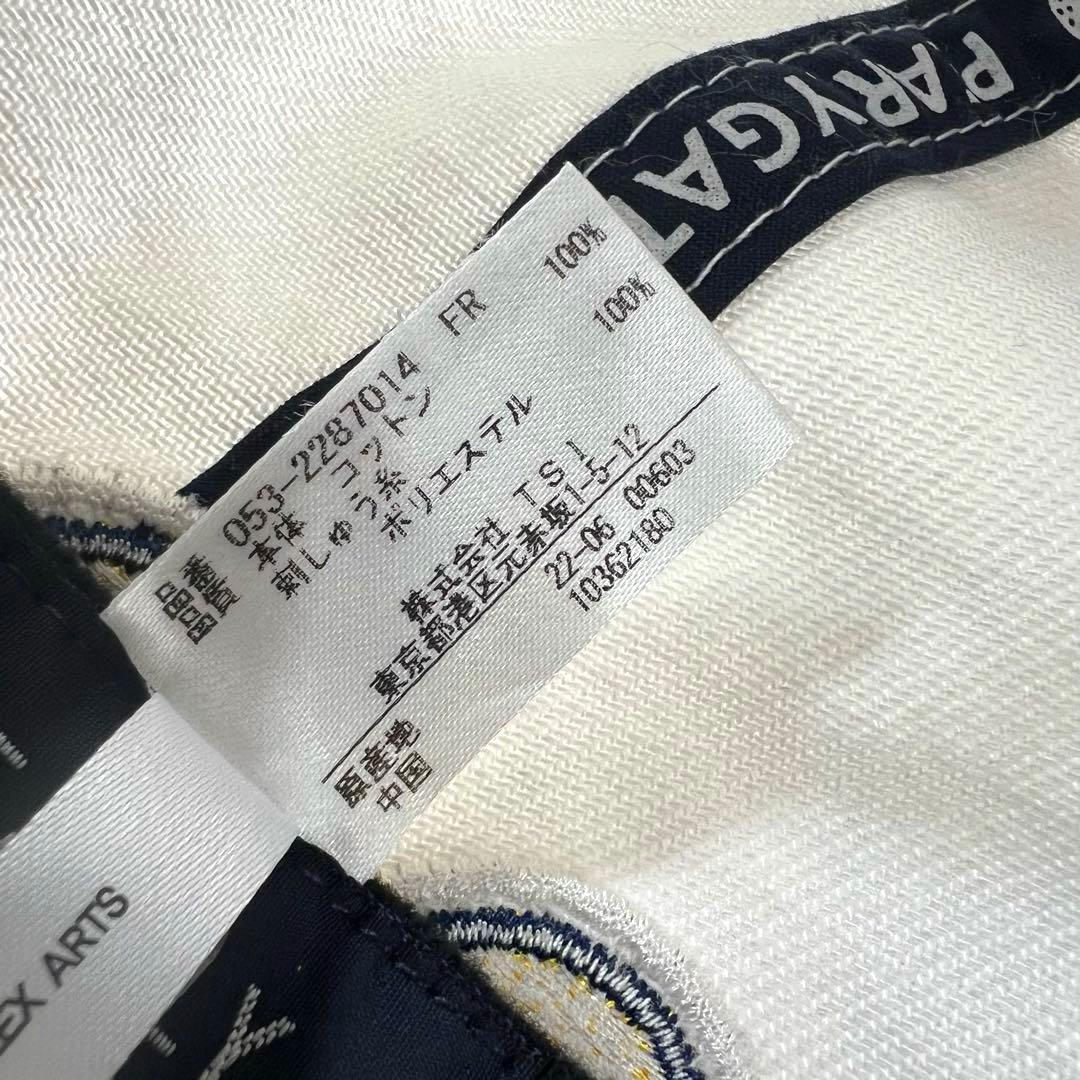 PARYGAT
品番 053-2287014 FR
品質 本体 コットン 100%
刺しゅう糸 ポリエステル 100%
株式会社 TSI
東京都港区元赤坂1-5-12
22-06 00603
10362180
原産地
中国
EX ARTS